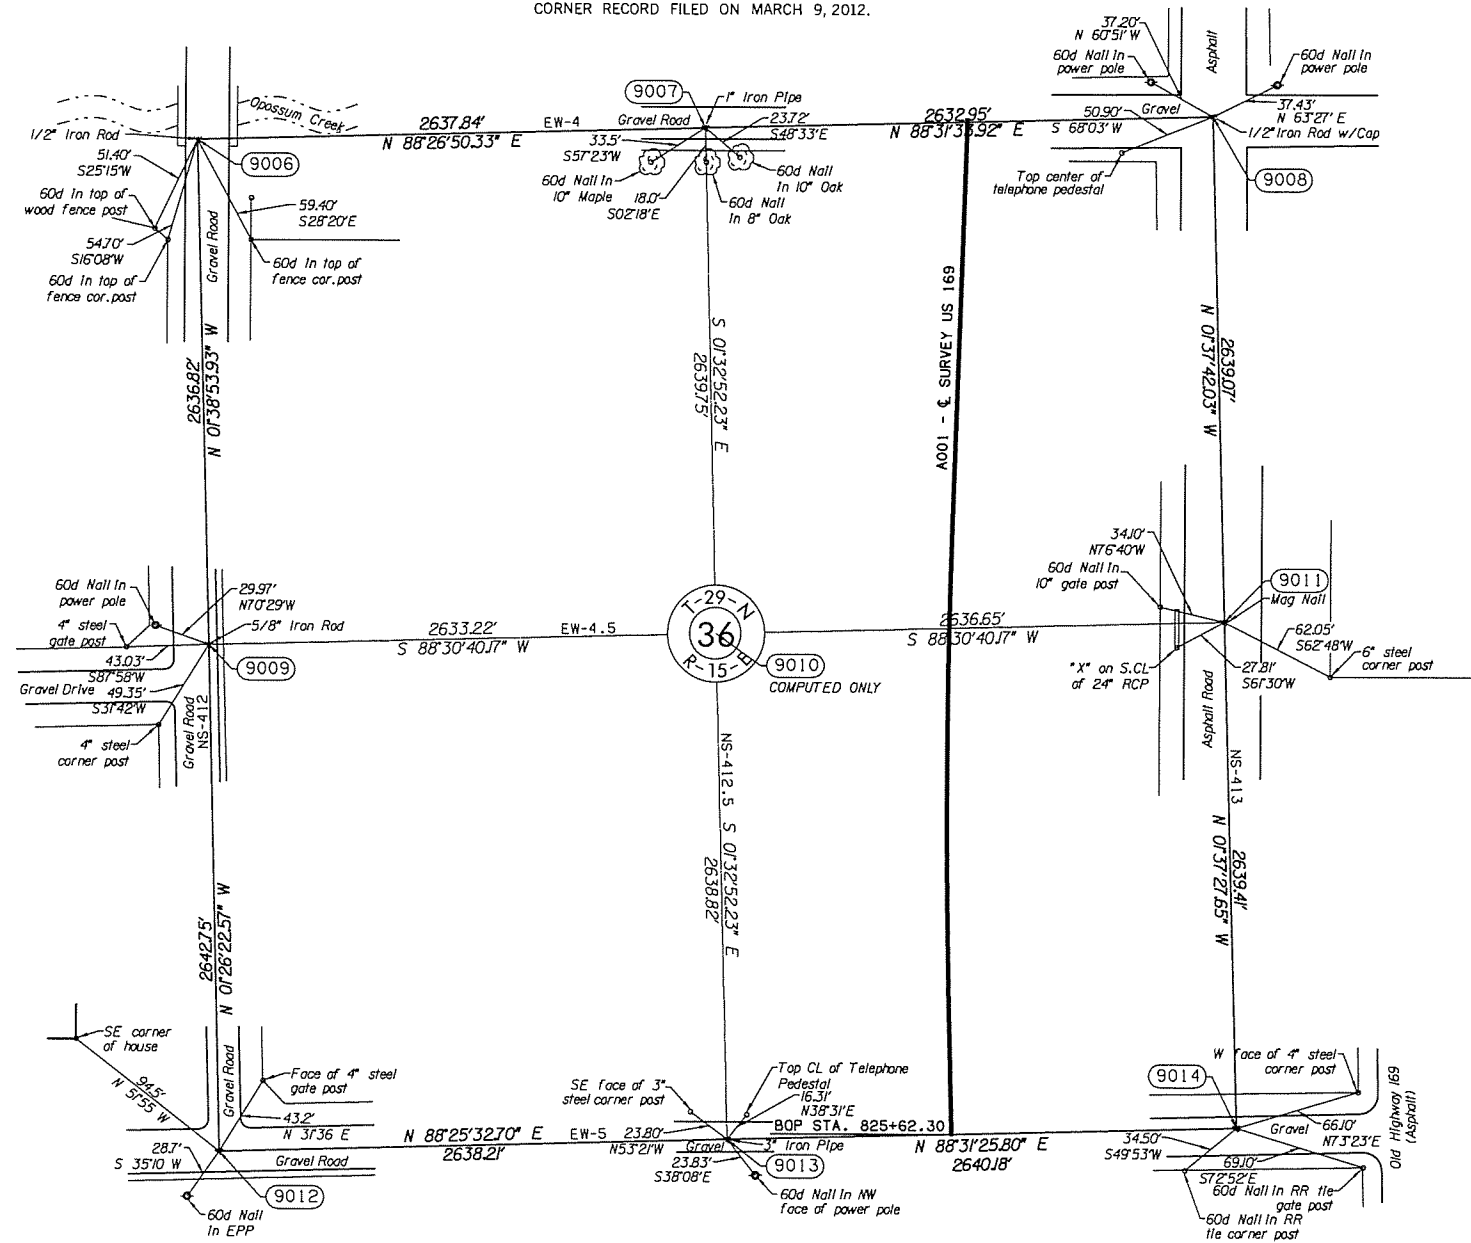 CORNER RECORD FILED ON MARCH 9, 2012.
37.20'
N 60°51' W
60d Nail in
power pole
Asphalt
60d Nail in
power pole
50.90'
S 68°03' W
Gravel
37.43'
N 63°27' E
1/2" Iron Rod w/Cap
Top center of
telephone pedestal
9008
9007
1" Iron Pipe
Gravel Road
23.72'
S48°33'E
33.5'
S57°23'W
60d Nail in
10" Maple
18.0'
S02°18'E
60d Nail
in 8" Oak
60d Nail
in 10" Oak
2632.95'
N 88°31'33.92" E
2637.84'
EW-4
N 88°26'50.33" E
Opossum Creek
1/2" Iron Rod
51.40'
S25°15'W
9006
60d in top of
wood fence post
54.70'
S16°08'W
60d in top of
fence cor.post
Gravel Road
59.40'
S28°20'E
60d in top of
fence cor.post
2636.82'
N 01°38'53.93" W
S 01°32'52.23" E
2639.75'
A001 - ℄ SURVEY US 169
2639.07'
N 01°37'42.03" W
60d Nail in
power pole
29.97'
N70°29'W
4" steel
gate post
5/8" Iron Rod
43.03'
S87°58'W
9009
Gravel Drive
49.35'
S31°42'W
4" steel
corner post
Gravel Road
NS-412
2633.22'
EW-4.5
S 88°30'40.17" W
T-29-N
36
R-15-E
9010
COMPUTED ONLY
2636.65'
S 88°30'40.17" W
34.10'
N76°40'W
60d Nail in
10" gate post
9011
Mag Nail
62.05'
S62°48'W
6" steel
corner post
27.81'
S61°30'W
"X" on S.CL
of 24" RCP
Asphalt Road
NS-413
2639.41'
N 01°37'27.65" W
NS-412.5 S 01°32'52.23" E
2638.82'
2642.75'
N 01°26'22.57" W
SE corner
of house
94.5'
N 51°55 W
Gravel Road
Face of 4" steel
gate post
43.2'
N 31°36 E
28.7'
S 35°10 W
Gravel Road
9012
60d Nail
in EPP
N 88°25'32.70" E
EW-5
2638.21'
SE face of 3"
steel corner post
23.80'
N53°21'W
Top CL of Telephone
Pedestal
16.31'
N38°31'E
BOP STA. 825+62.30
Gravel
3" Iron Pipe
23.83'
S38°08'E
9013
60d Nail in NW
face of power pole
N 88°31'25.80" E
2640.18'
9014
W face of 4" steel
corner post
Gravel
66.10'
N73°23'E
34.50'
S49°53'W
69.10'
S72°52'E
60d Nail in RR tie
gate post
60d Nail in RR
tie corner post
Old Highway 169
(Asphalt)